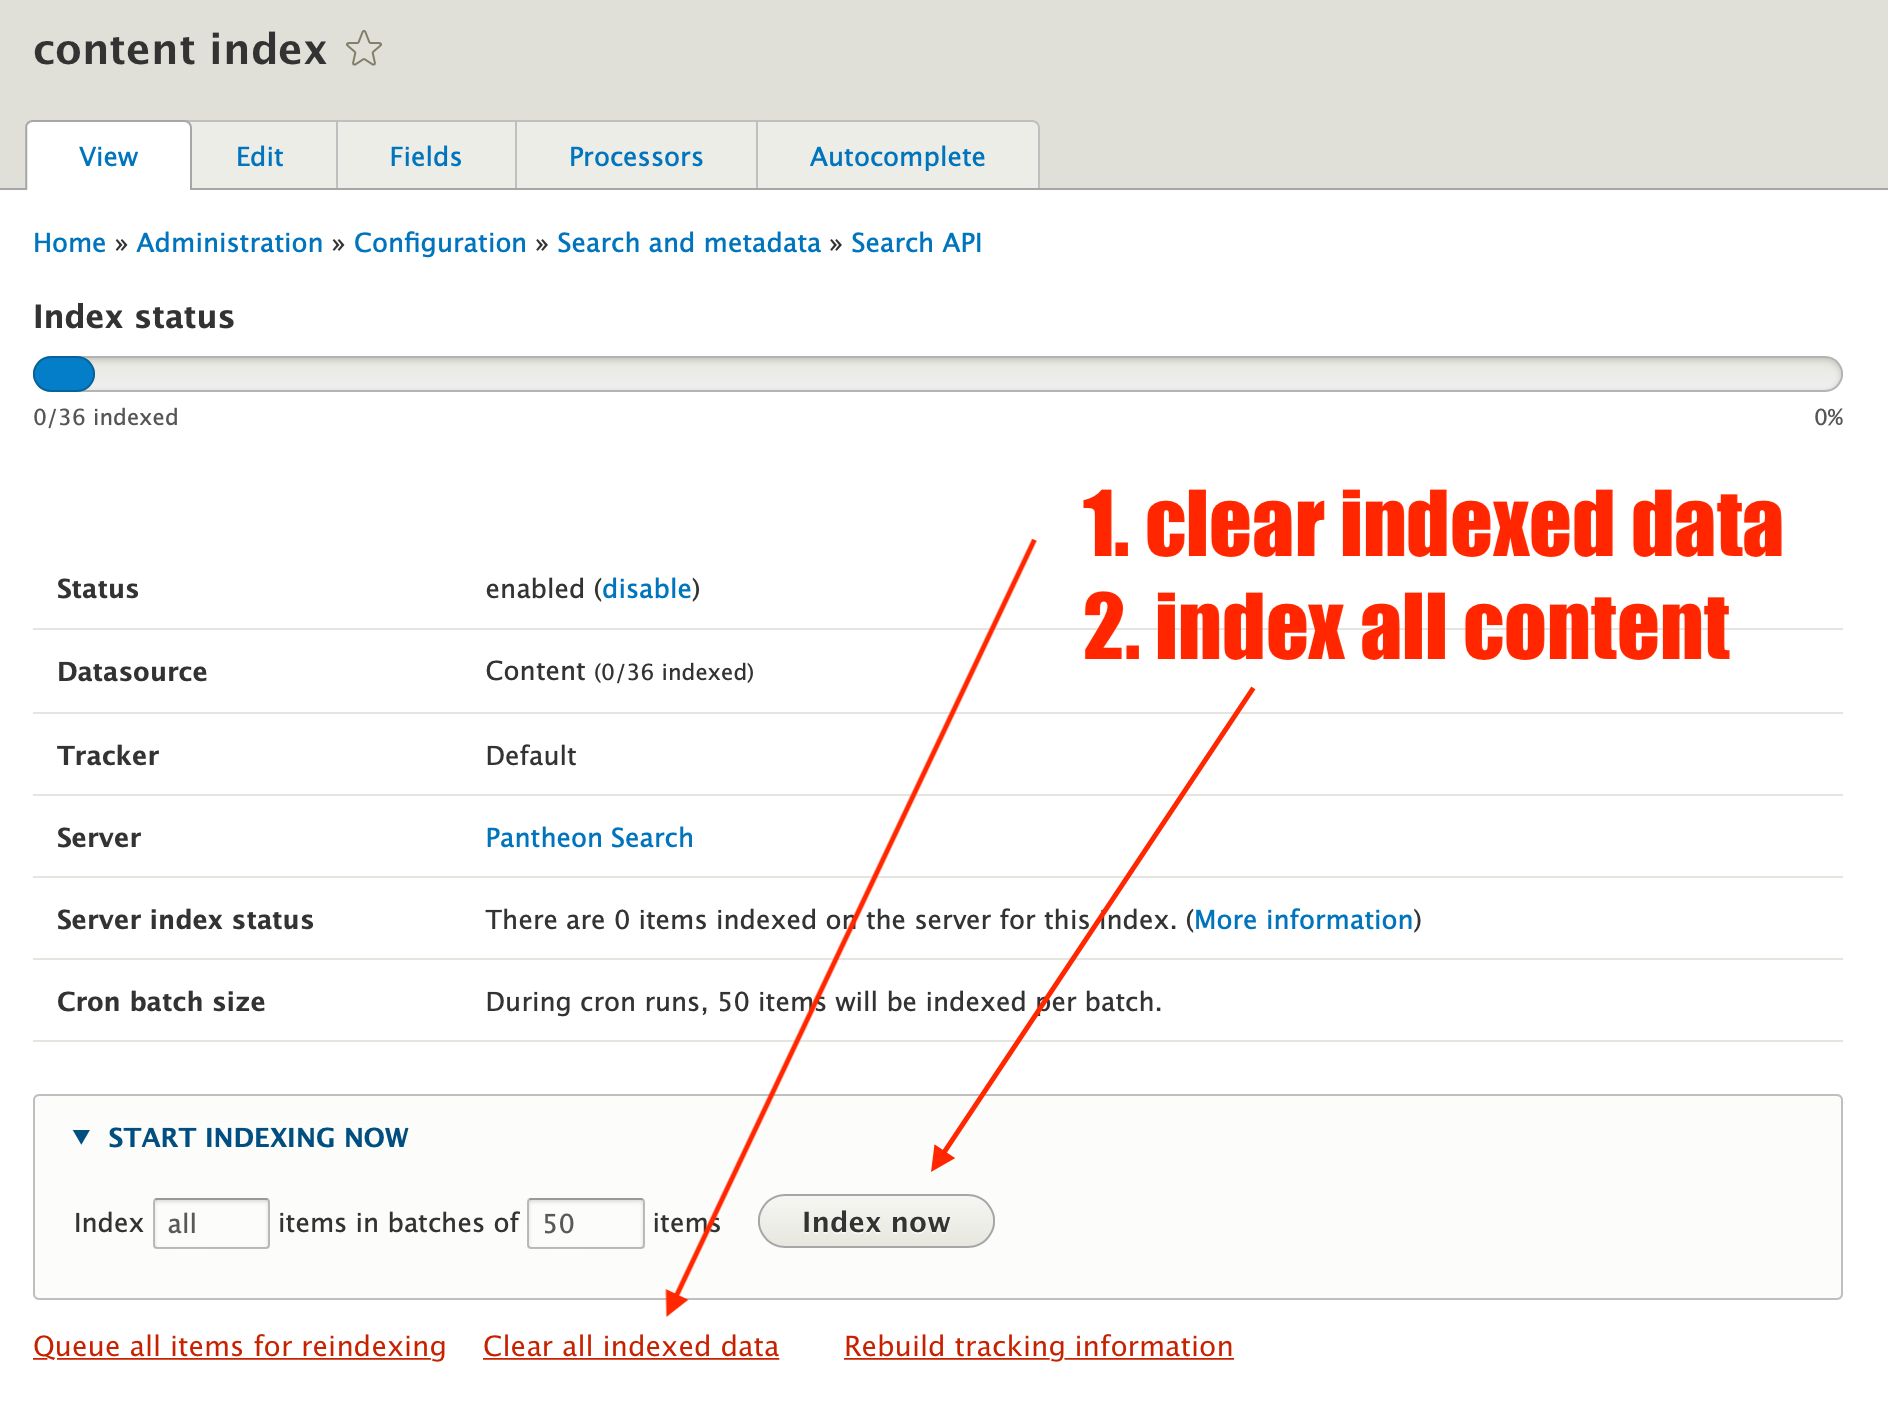 content index
View Edit Fields Processors Autocomplete
Home » Administration » Configuration » Search and metadata » Search API
Index status
0/36 indexed 0%
1. clear indexed data
2. index all content
Status enabled (disable)
Datasource Content (0/36 indexed)
Tracker Default
Server Pantheon Search
Server index status There are 0 items indexed on the server for this index. (More information)
Cron batch size During cron runs, 50 items will be indexed per batch.
START INDEXING NOW
Index all items in batches of 50 items Index now
Queue all items for reindexing Clear all indexed data Rebuild tracking information